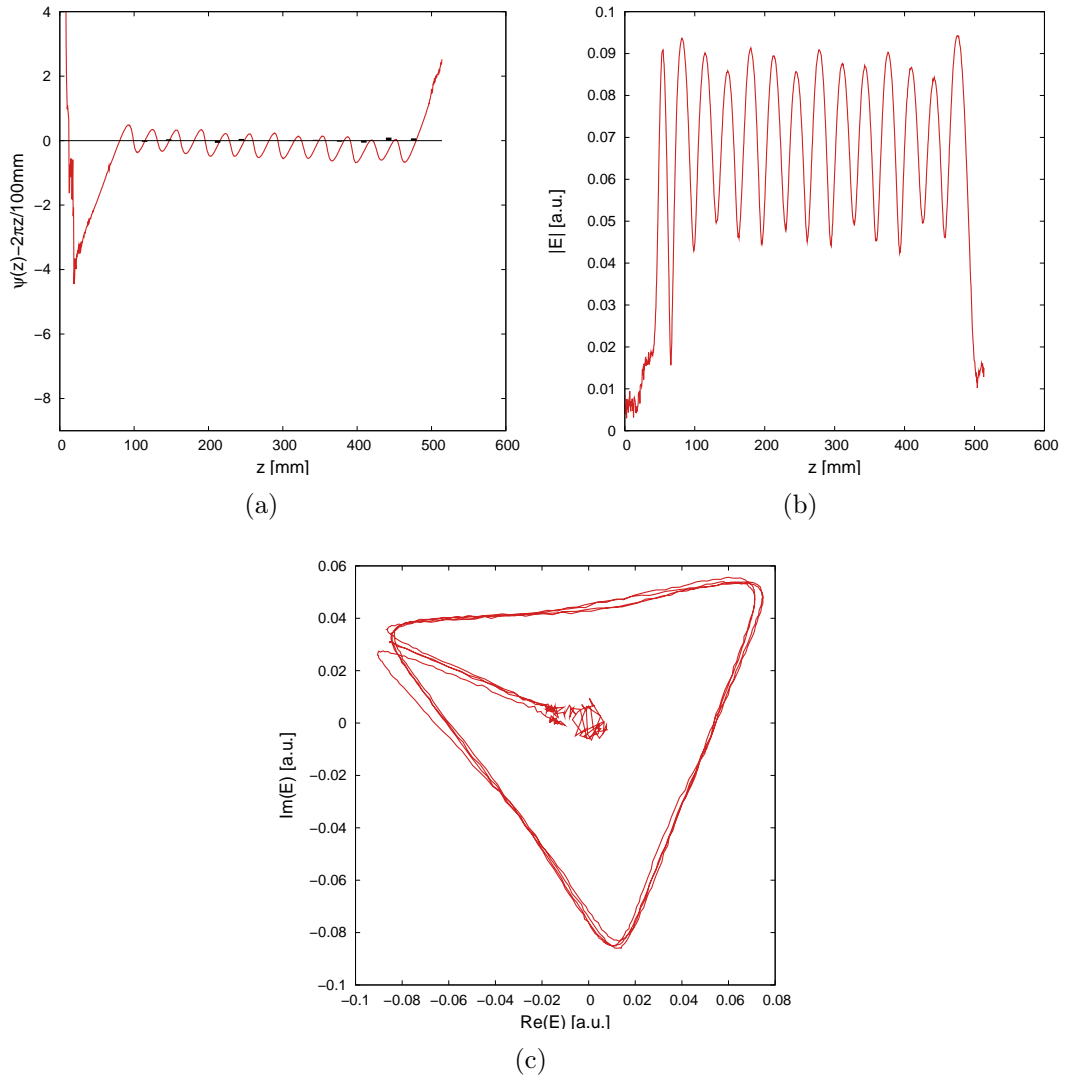 4
2
0
−2
−4
−6
−8
0 100 200 300 400 500 600
ψ(z)−2πz/100mm
z [mm]
(a)
0.1
0.09
0.08
0.07
0.06
0.05
0.04
0.03
0.02
0.01
0
0 100 200 300 400 500 600
|E| [a.u.]
z [mm]
(b)
0.06
0.04
0.02
0
−0.02
−0.04
−0.06
−0.08
−0.1
−0.1 −0.08 −0.06 −0.04 −0.02 0 0.02 0.04 0.06 0.08
Im(E) [a.u.]
Re(E) [a.u.]
(c)